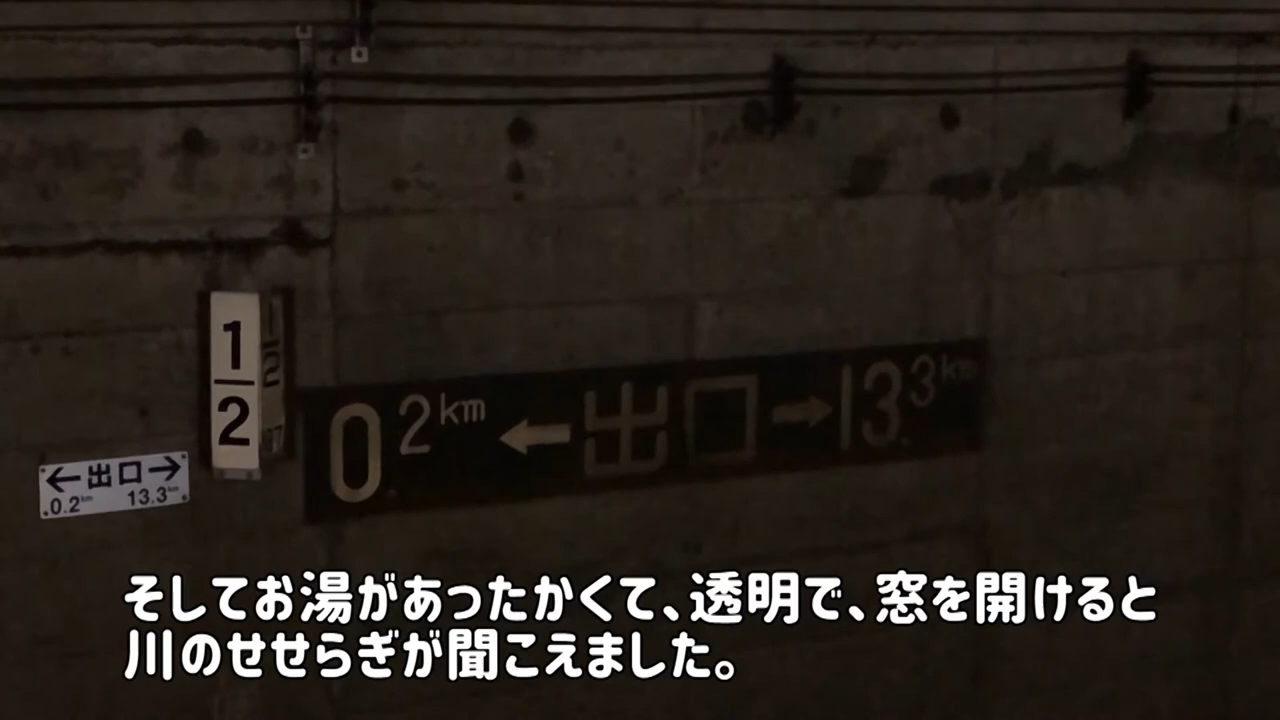 1
2
←出口→
0.2km 13.3km
0.2km ←出口→ 13.3km
そしてお湯があったかくて、透明で、窓を開けると
川のせせらぎが聞こえました。